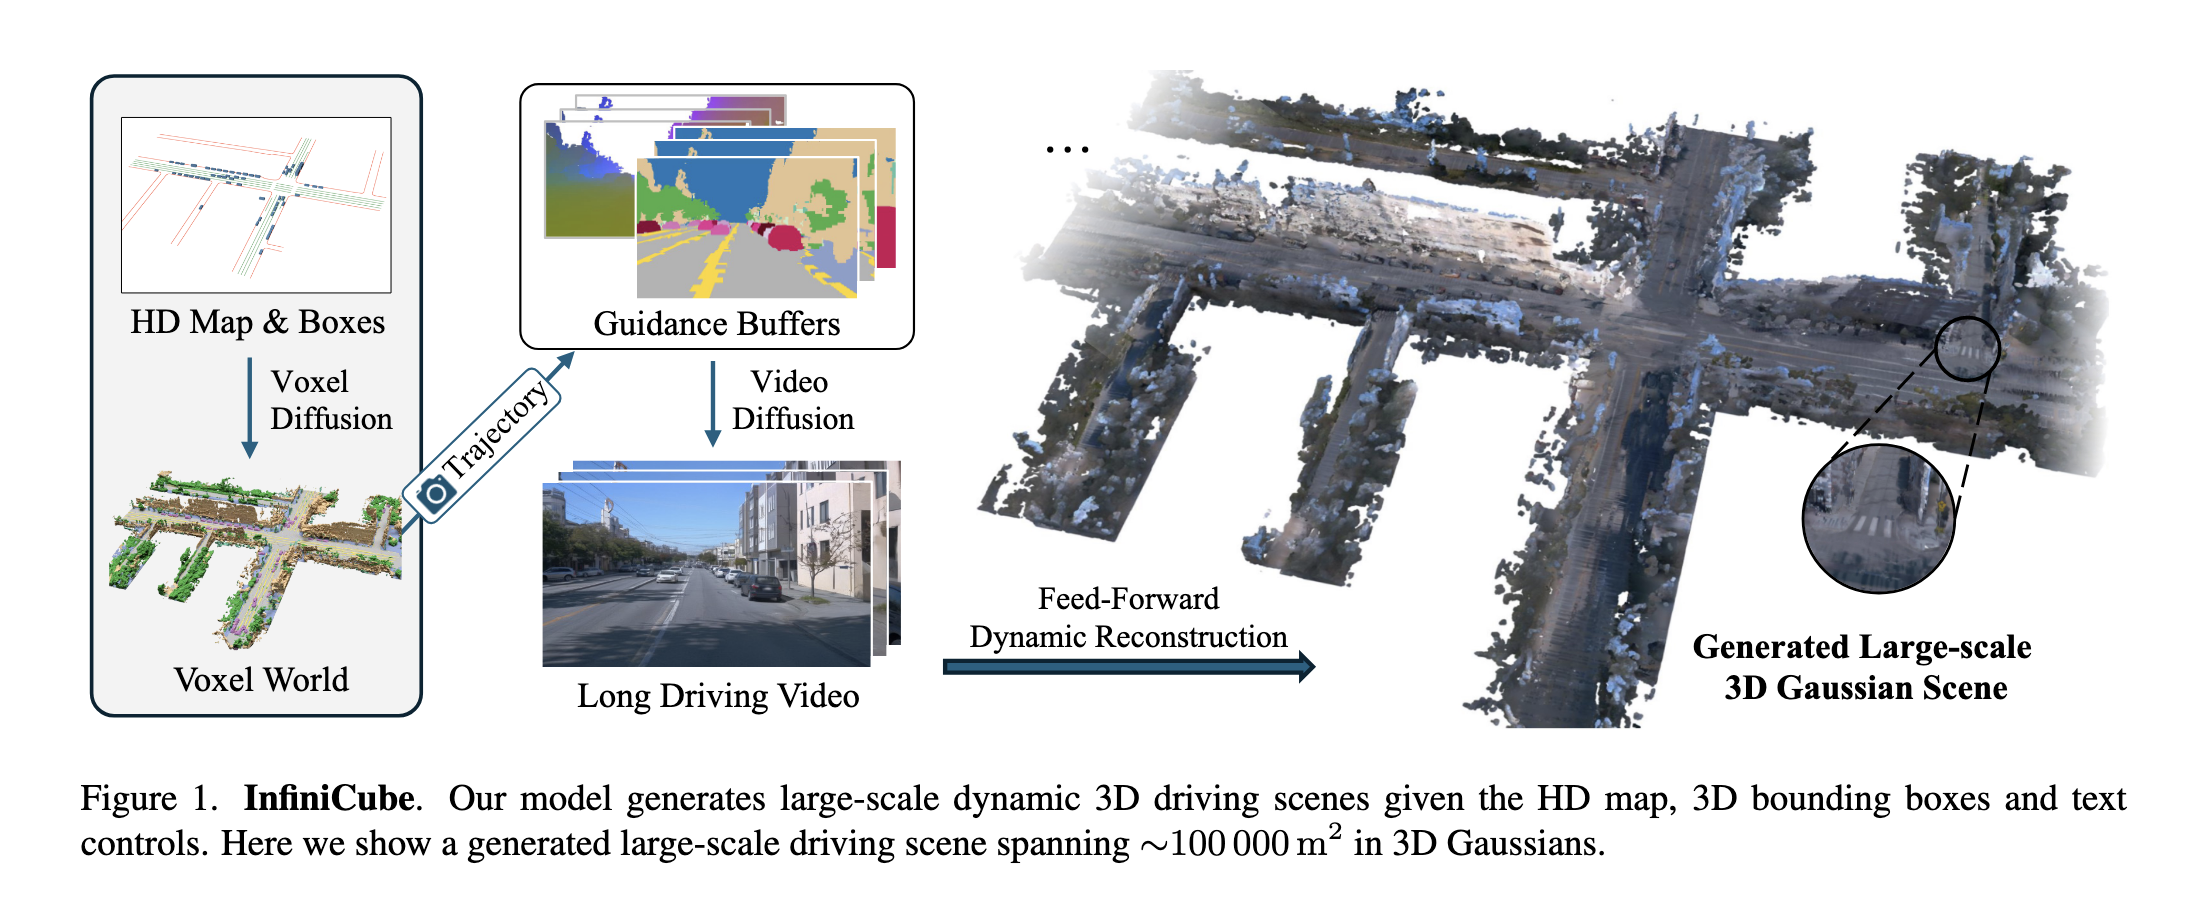 HD Map & Boxes
Voxel
Diffusion
Voxel World
Trajectory
Guidance Buffers
Video
Diffusion
Long Driving Video
...
Feed-Forward
Dynamic Reconstruction
Generated Large-scale
3D Gaussian Scene
Figure 1. InfiniCube. Our model generates large-scale dynamic 3D driving scenes given the HD map, 3D bounding boxes and text
controls. Here we show a generated large-scale driving scene spanning ∼100 000 m² in 3D Gaussians.